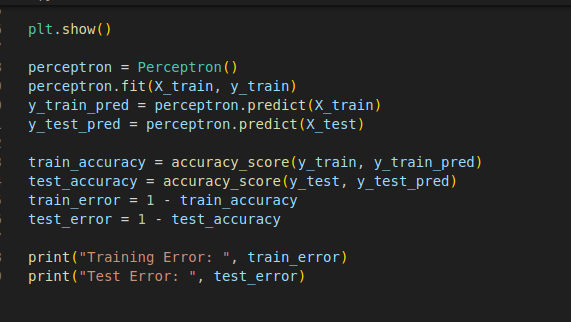 plt.show()
perceptron = Perceptron()
perceptron.fit(X_train, y_train)
y_train_pred = perceptron.predict(X_train)
y_test_pred = perceptron.predict(X_test)
train_accuracy = accuracy_score(y_train, y_train_pred)
test_accuracy = accuracy_score(y_test, y_test_pred)
train_error = 1 - train_accuracy
test_error = 1 - test_accuracy
print("Training Error: ", train_error)
print("Test Error: ", test_error)